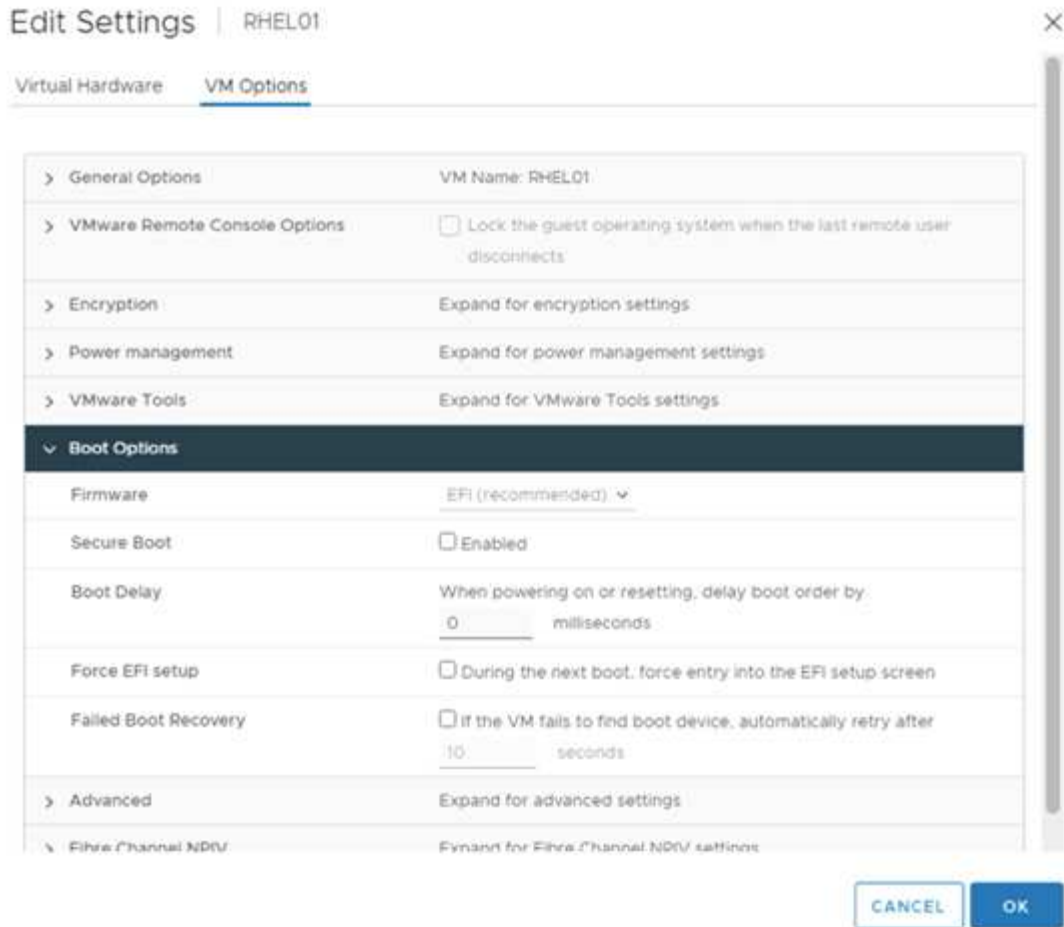 Edit Settings RHEL01
Virtual Hardware VM Options
General Options VM Name: RHEL01
VMware Remote Console Options Lock the guest operating system when the last remote user
disconnects
Encryption Expand for encryption settings
Power management Expand for power management settings
VMware Tools Expand for VMware Tools settings
Boot Options
Firmware EFI (recommended)
Secure Boot Enabled
Boot Delay When powering on or resetting, delay boot order by
0 milliseconds
Force EFI setup During the next boot, force entry into the EFI setup screen
Failed Boot Recovery If the VM fails to find boot device, automatically retry after
10 seconds
Advanced Expand for advanced settings
Fibre Channel NPIV Expand for Fibre Channel NPIV settings
CANCEL OK